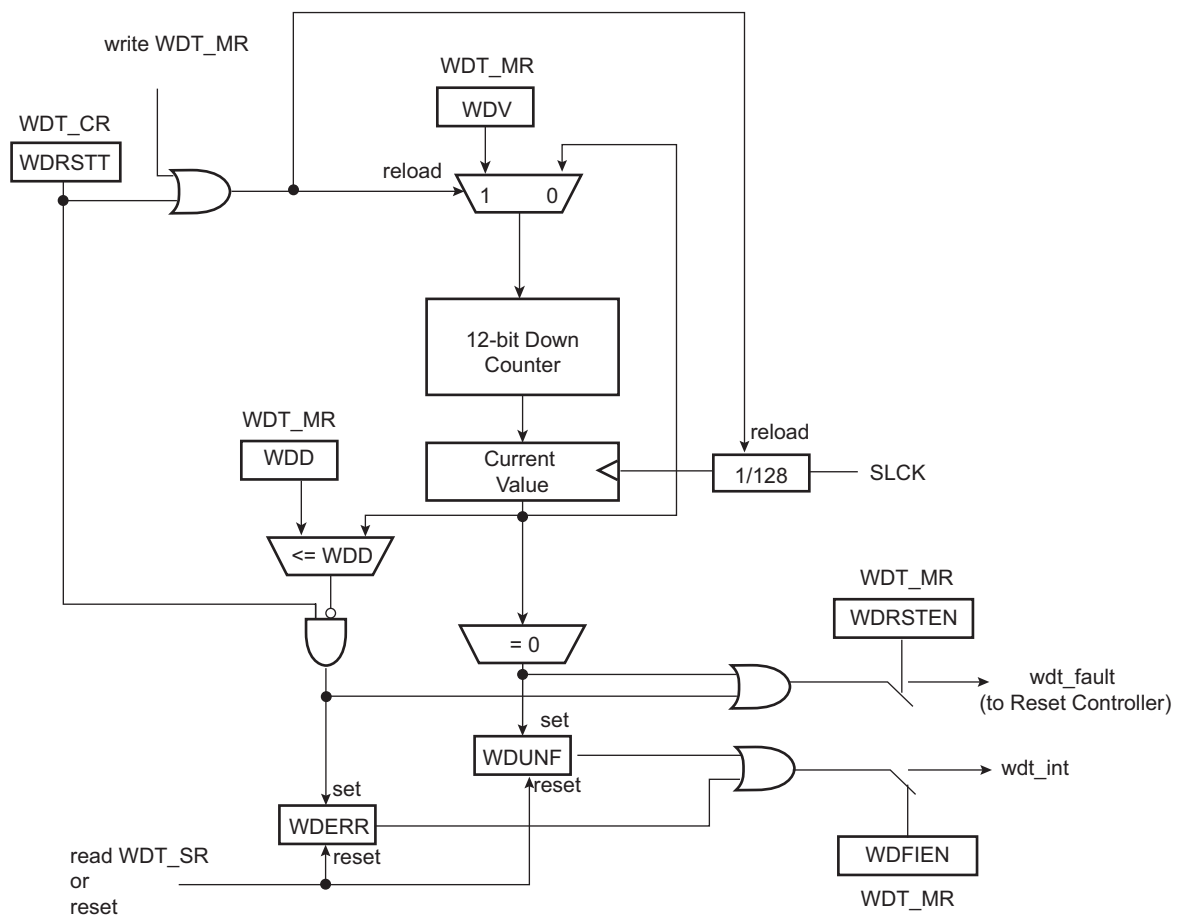 write WDT_MR
WDT_MR
WDV
WDT_CR
WDRSTT
reload
1 0
12-bit Down
Counter
WDT_MR
WDD
Current
Value
reload
1/128
SLCK
<= WDD
WDT_MR
WDRSTEN
= 0
wdt_fault
(to Reset Controller)
set
WDUNF
reset
wdt_int
set
WDERR
reset
WDFIEN
WDT_MR
read WDT_SR
or
reset